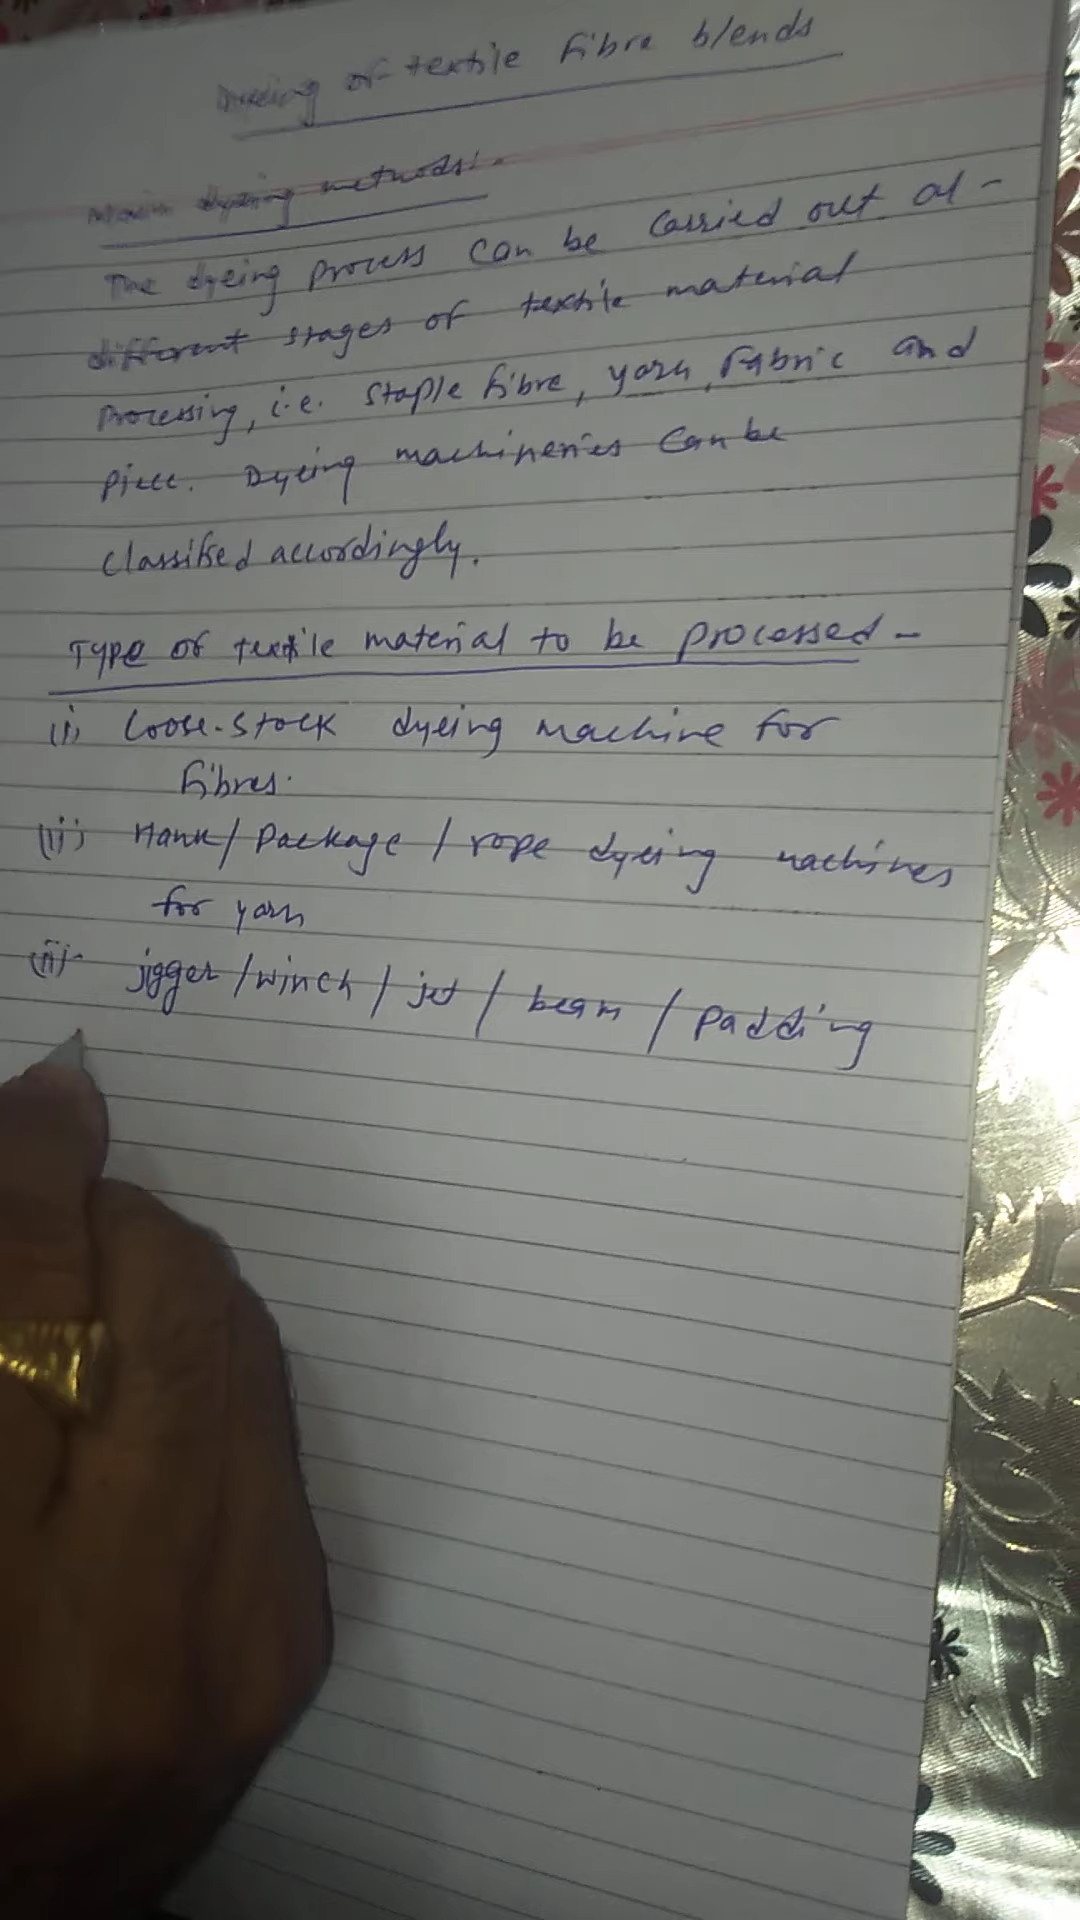 Dyeing of textile fibre blends
Main dyeing methods:-
The dyeing process can be carried out at -
different stages of textile material
processing, i.e. staple fibre, yarn, fabric and
piece. Dyeing machineries can be
classified accordingly.
Type of textile material to be processed -
(i) Loose-stock dyeing machine for
fibres.
(ii) Hank/package/rope dyeing machines
for yarn
(iii) jigger/winch/jet/beam/padding